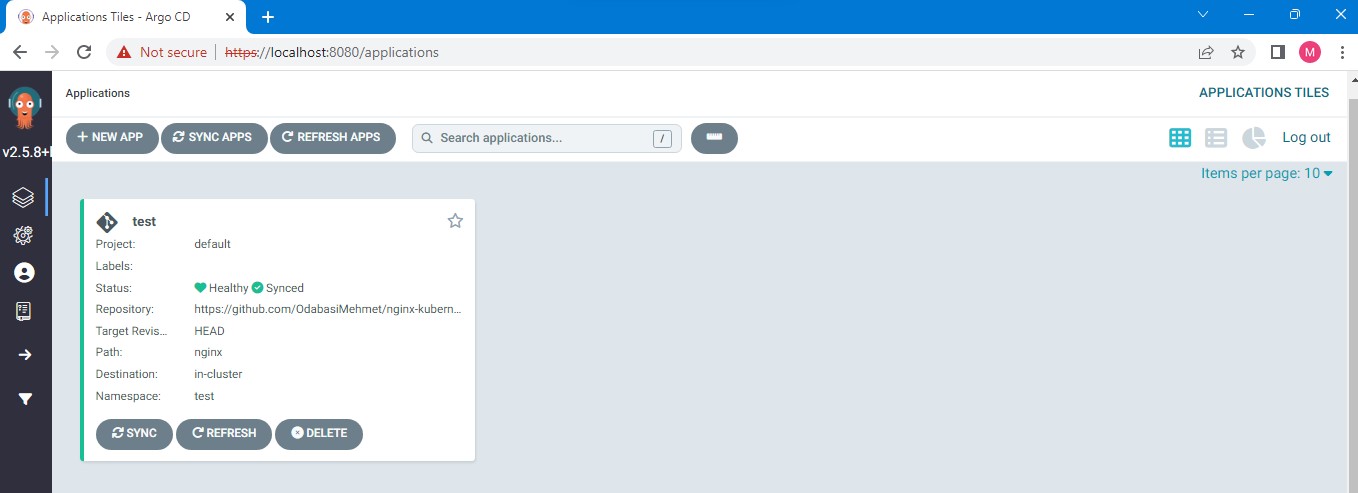 Applications Tiles - Argo CD
Not secure https://localhost:8080/applications
M
Applications
APPLICATIONS TILES
v2.5.8+
NEW APP SYNC APPS REFRESH APPS Search applications... / Log out
Items per page: 10
test
Project: default
Labels:
Status: Healthy Synced
Repository: https://github.com/OdabasiMehmet/nginx-kubern...
Target Revis... HEAD
Path: nginx
Destination: in-cluster
Namespace: test
SYNC REFRESH DELETE